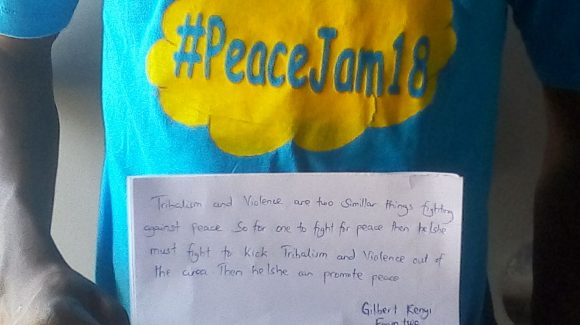 #PeaceJam18
Tribalism and Violence are two Similar things fighting
against peace. So for one to fight for peace then he/she
must fight to Kick Tribalism and Violence out of
the area. Then he/she can promote peace
Gilbert Kenyi
Form two